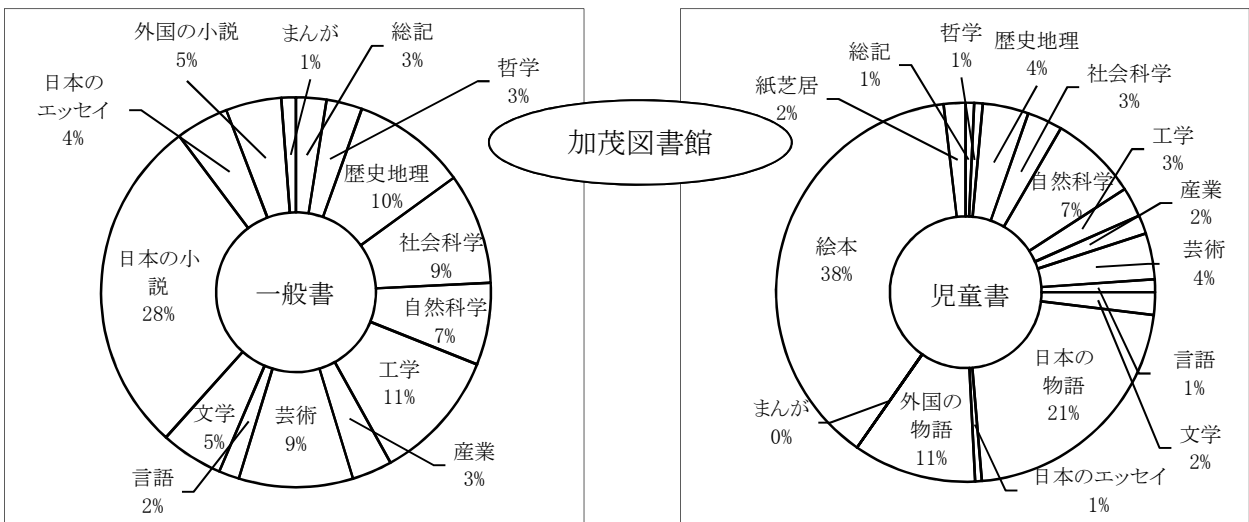 加茂図書館
一般書
総記
3%
哲学
3%
歴史地理
10%
社会科学
9%
自然科学
7%
工学
11%
産業
3%
芸術
9%
言語
2%
文学
5%
日本の小
説
28%
日本の
エッセイ
4%
外国の小説
5%
まんが
1%
児童書
総記
1%
哲学
1%
歴史地理
4%
社会科学
3%
自然科学
7%
工学
3%
産業
2%
芸術
4%
言語
1%
文学
2%
日本の
物語
21%
日本のエッセイ
1%
外国の
物語
11%
まんが
0%
絵本
38%
紙芝居
2%